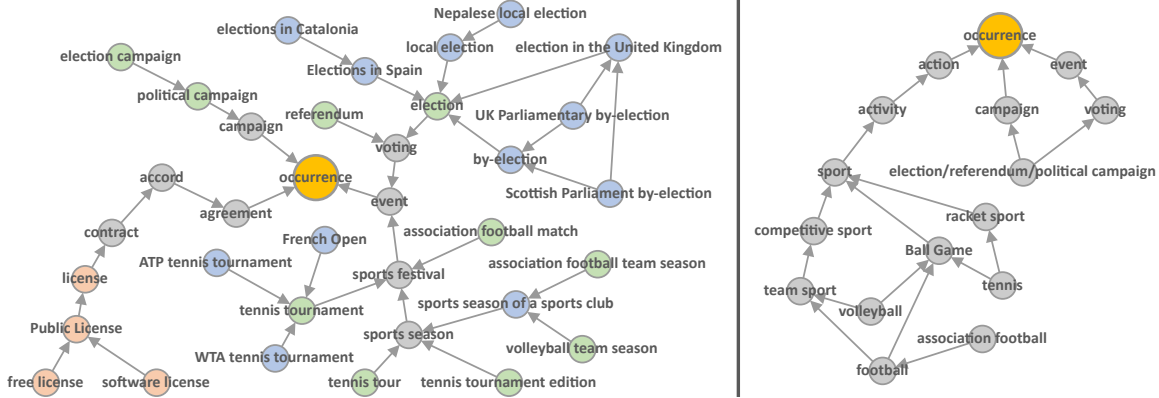 Nepalese local election
elections in Catalonia
local election
election in the United Kingdom
election campaign
Elections in Spain
political campaign
election
referendum
UK Parliamentary by-election
campaign
voting
by-election
accord
occurrence
Scottish Parliament by-election
agreement
event
contract
French Open
association football match
ATP tennis tournament
association football team season
license
sports festival
tennis tournament
sports season of a sports club
Public License
sports season
WTA tennis tournament
volleyball team season
free license
software license
tennis tour
tennis tournament edition
occurrence
action
event
activity
campaign
voting
sport
election/referendum/political campaign
racket sport
competitive sport
Ball Game
team sport
tennis
volleyball
association football
football